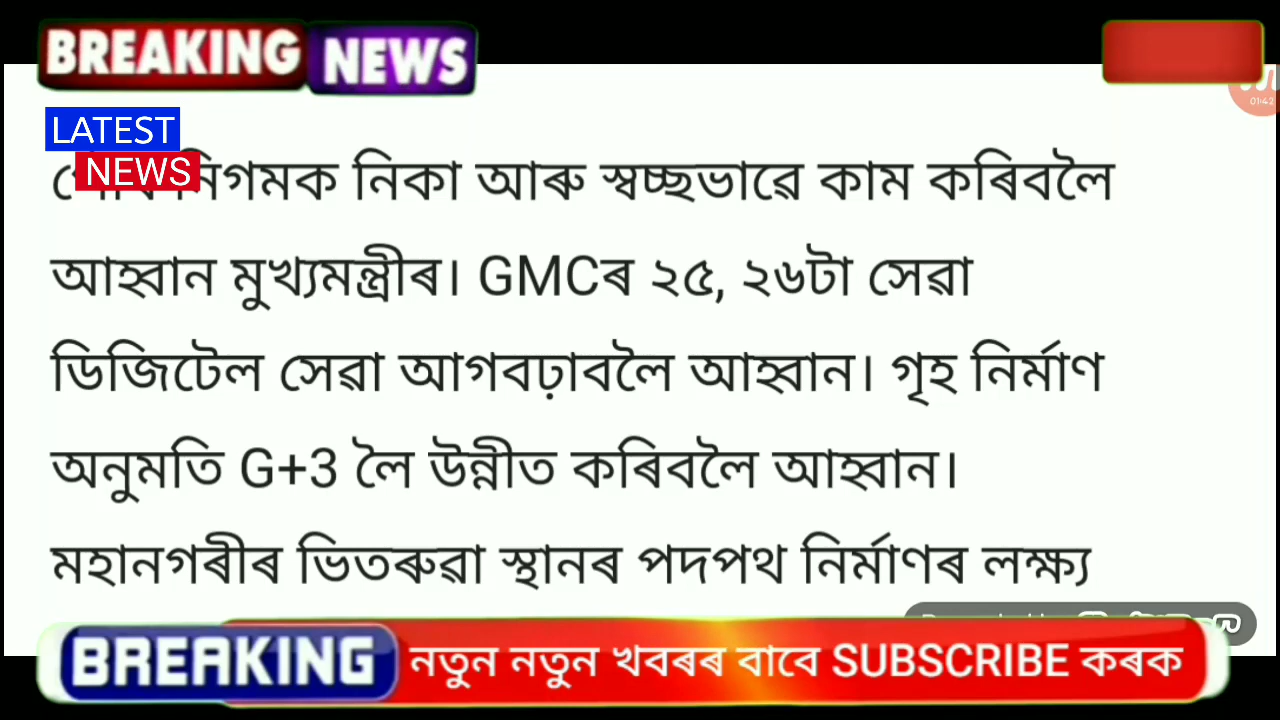 BREAKING NEWS
01:42
LATEST
NEWS
নিগমক নিকা আৰু স্বচ্ছভাৱে কাম কৰিবলৈ
আহ্বান মুখ্যমন্ত্ৰীৰ। GMCৰ ২৫, ২৬টা সেৱা
ডিজিটেল সেৱা আগবঢ়াবলৈ আহ্বান। গৃহ নিৰ্মাণ
অনুমতি G+3 লৈ উন্নীত কৰিবলৈ আহ্বান।
মহানগৰীৰ ভিতৰুৱা স্থানৰ পদপথ নিৰ্মাণৰ লক্ষ্য
BREAKING নতুন নতুন খবৰৰ বাবে SUBSCRIBE কৰক